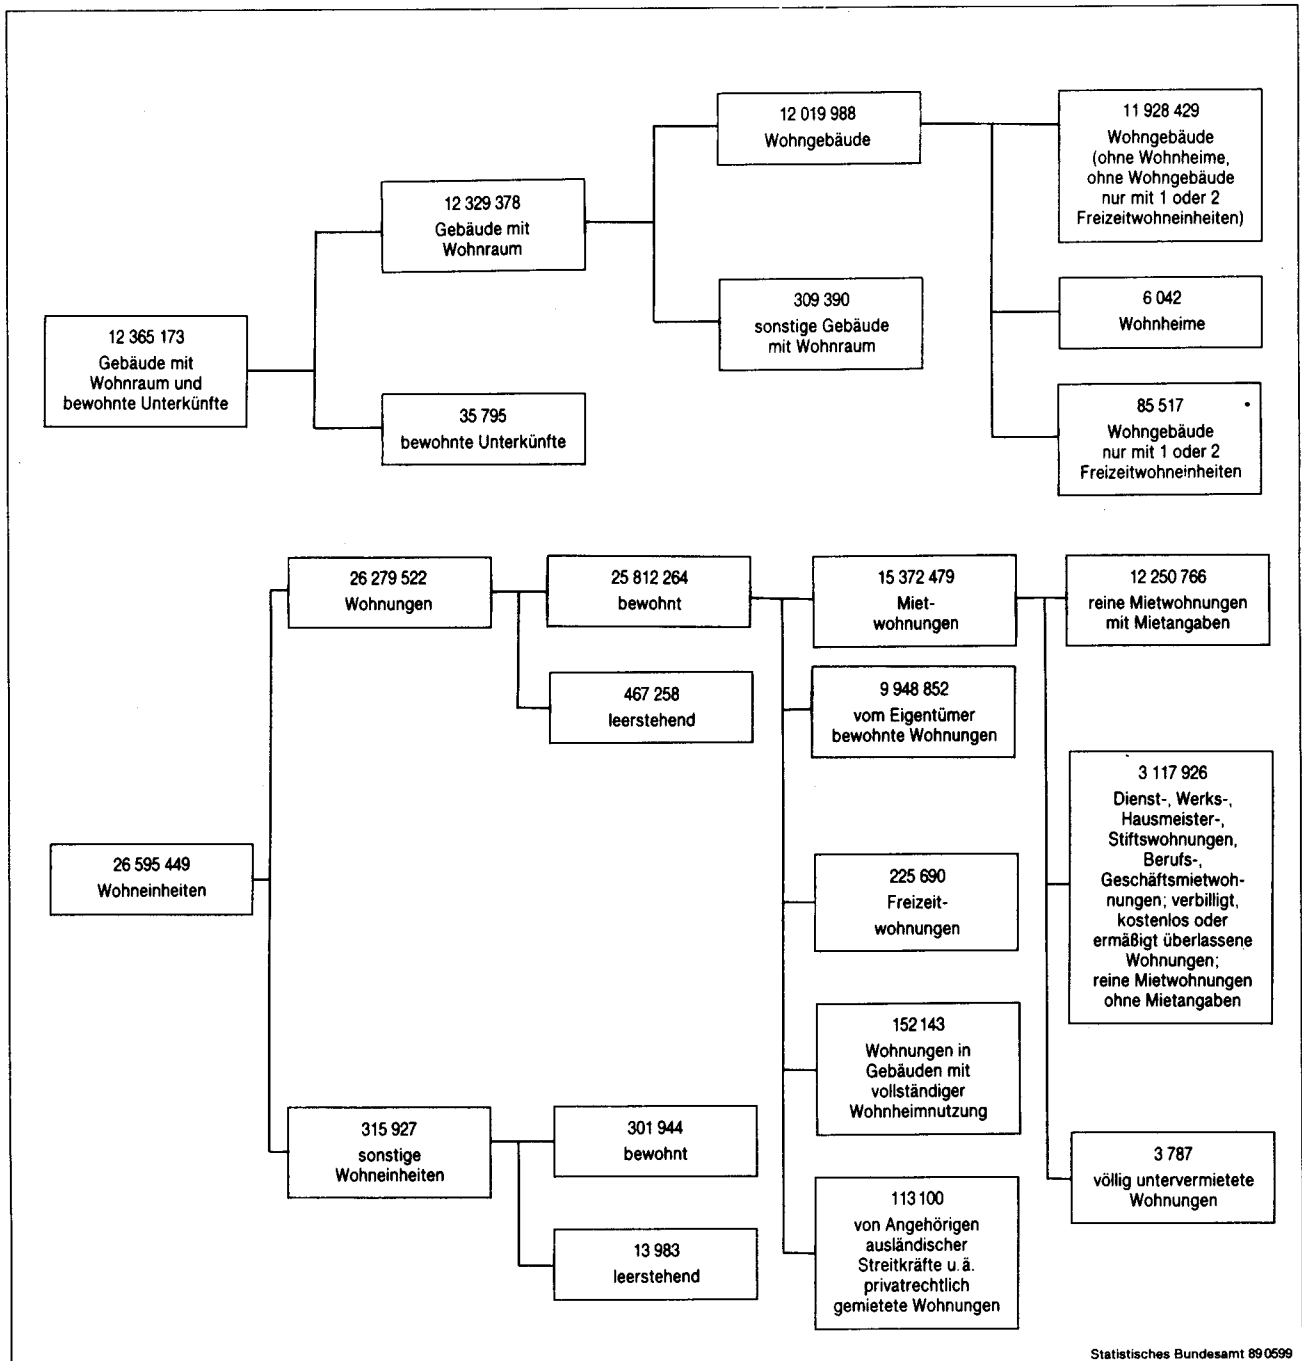 12 019 988
Wohngebäude
11 928 429
Wohngebäude
(ohne Wohnheime,
ohne Wohngebäude
nur mit 1 oder 2
Freizeitwohneinheiten)
12 329 378
Gebäude mit
Wohnraum
309 390
sonstige Gebäude
mit Wohnraum
6 042
Wohnheime
12 365 173
Gebäude mit
Wohnraum und
bewohnte Unterkünfte
35 795
bewohnte Unterkünfte
85 517
Wohngebäude
nur mit 1 oder 2
Freizeitwohneinheiten
26 279 522
Wohnungen
25 812 264
bewohnt
15 372 479
Miet-
wohnungen
12 250 766
reine Mietwohnungen
mit Mietangaben
467 258
leerstehend
9 948 852
vom Eigentümer
bewohnte Wohnungen
3 117 926
Dienst-, Werks-,
Hausmeister-,
Stiftswohnungen,
Berufs-,
Geschäftsmietwoh-
nungen; verbilligt,
kostenlos oder
ermäßigt überlassene
Wohnungen;
reine Mietwohnungen
ohne Mietangaben
26 595 449
Wohneinheiten
225 690
Freizeit-
wohnungen
152 143
Wohnungen in
Gebäuden mit
vollständiger
Wohnheimnutzung
315 927
sonstige
Wohneinheiten
301 944
bewohnt
3 787
völlig untervermietete
Wohnungen
13 983
leerstehend
113 100
von Angehörigen
ausländischer
Streitkräfte u.ä.
privatrechtlich
gemietete Wohnungen
Statistisches Bundesamt 89 0599